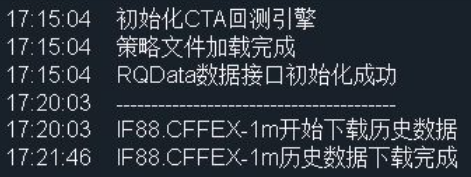 17:15:04 初始化CTA回测引擎
17:15:04 策略文件加载完成
17:15:04 RQData数据接口初始化成功
17:20:03 ----------------------------------------
17:20:03 IF88.CFFEX-1m开始下载历史数据
17:21:46 IF88.CFFEX-1m历史数据下载完成